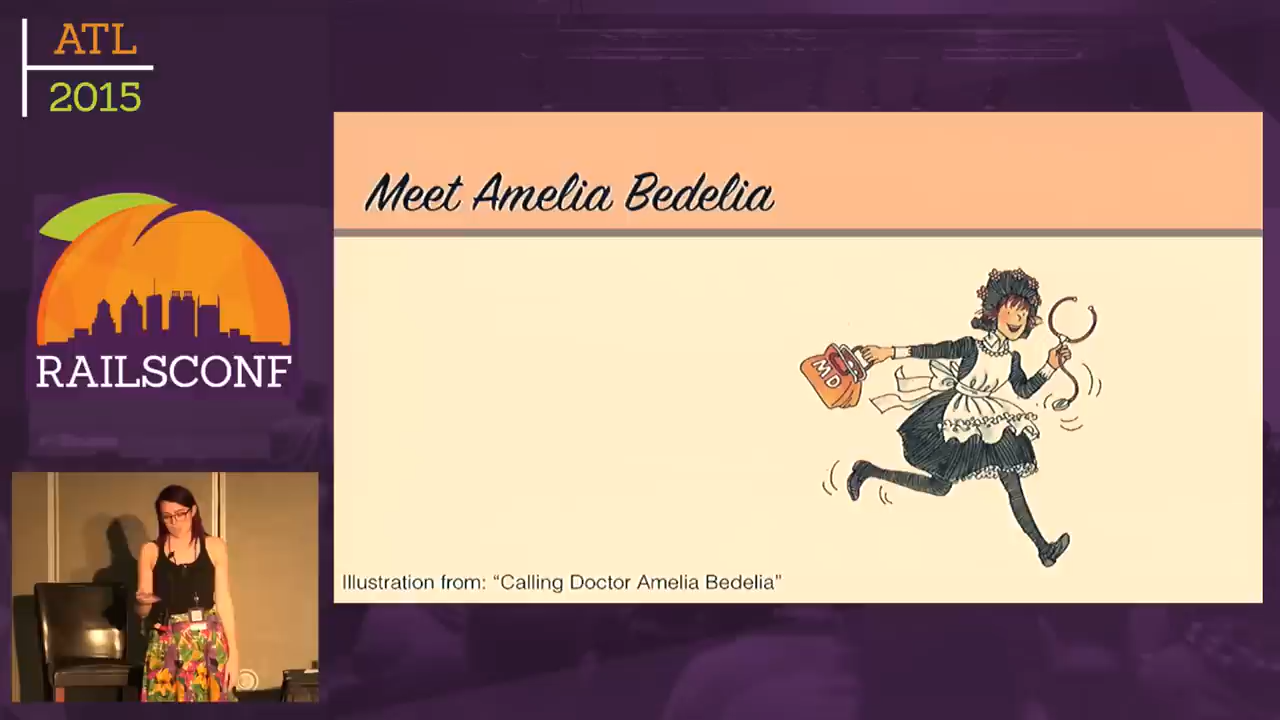 ATL
2015
RAILSCONF
Meet Amelia Bedelia
MD
Illustration from: “Calling Doctor Amelia Bedelia”